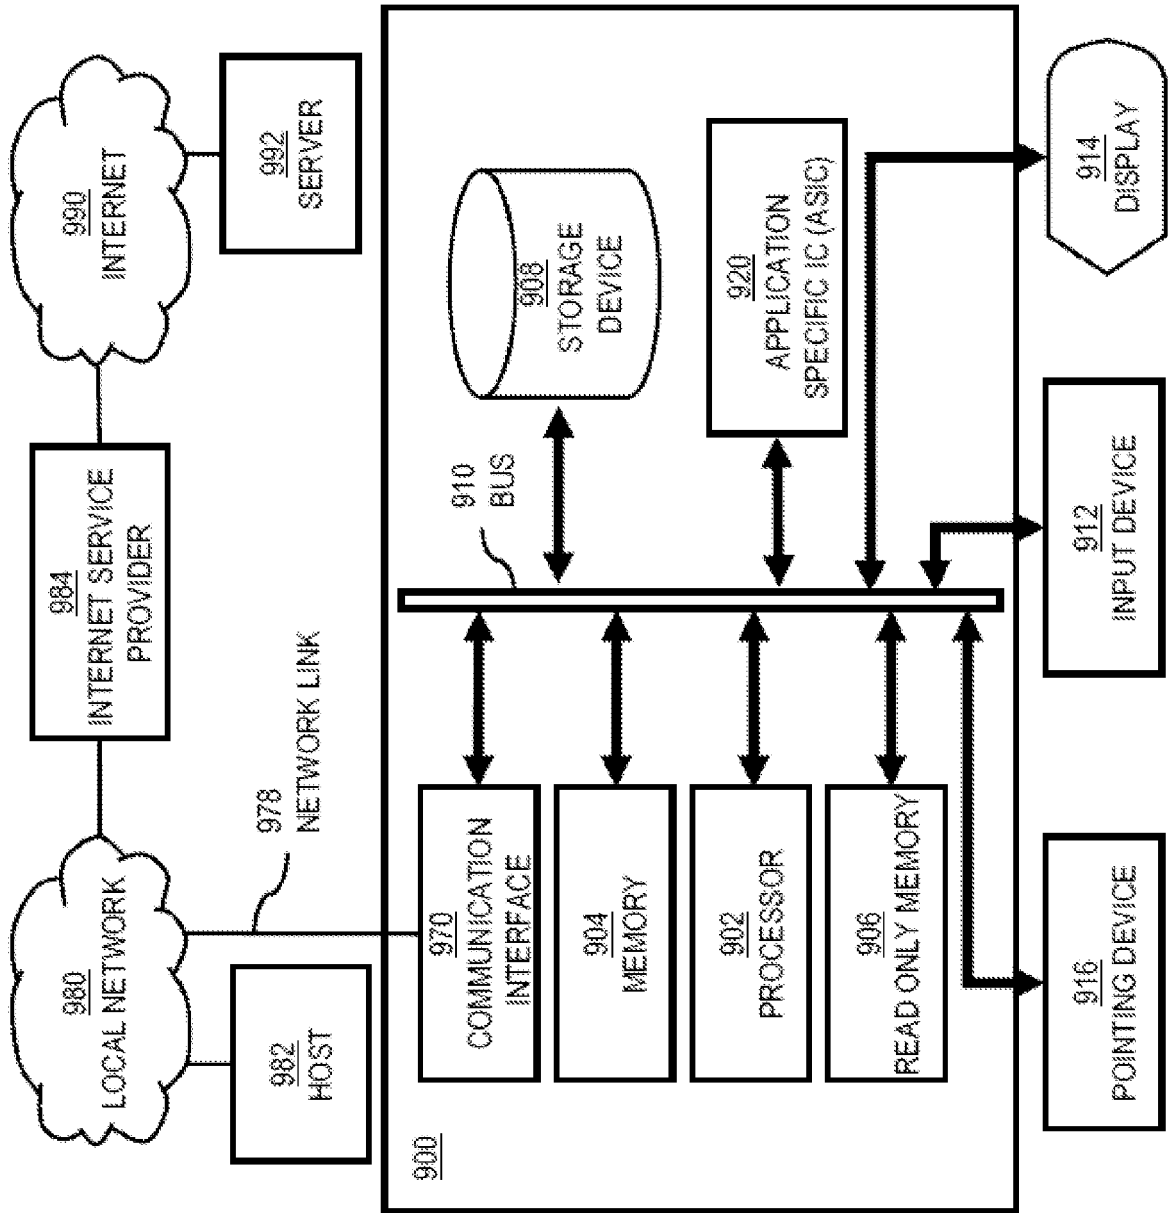 980
LOCAL NETWORK
984
INTERNET SERVICE
PROVIDER
990
INTERNET
982
HOST
978
NETWORK LINK
992
SERVER
900
970
COMMUNICATION
INTERFACE
904
MEMORY
902
PROCESSOR
906
READ ONLY MEMORY
910
BUS
908
STORAGE
DEVICE
920
APPLICATION
SPECIFIC IC (ASIC)
916
POINTING DEVICE
912
INPUT DEVICE
914
DISPLAY